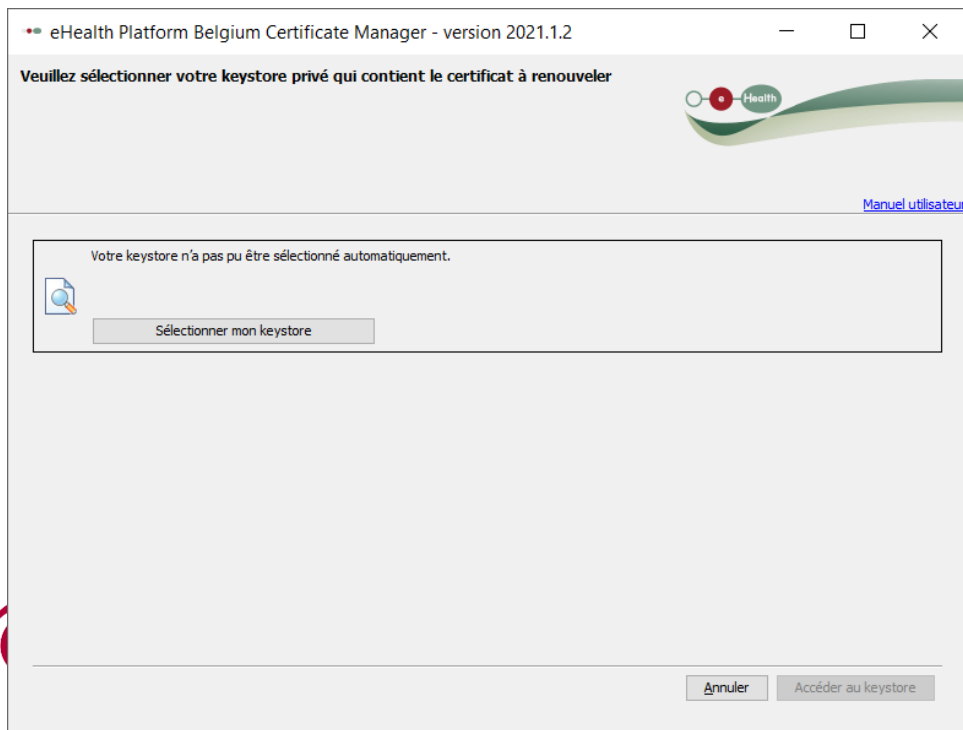 eHealth Platform Belgium Certificate Manager - version 2021.1.2
Veuillez sélectionner votre keystore privé qui contient le certificat à renouveler
e Health
Manuel utilisateur
Votre keystore n'a pas pu être sélectionné automatiquement.
Sélectionner mon keystore
Annuler
Accéder au keystore